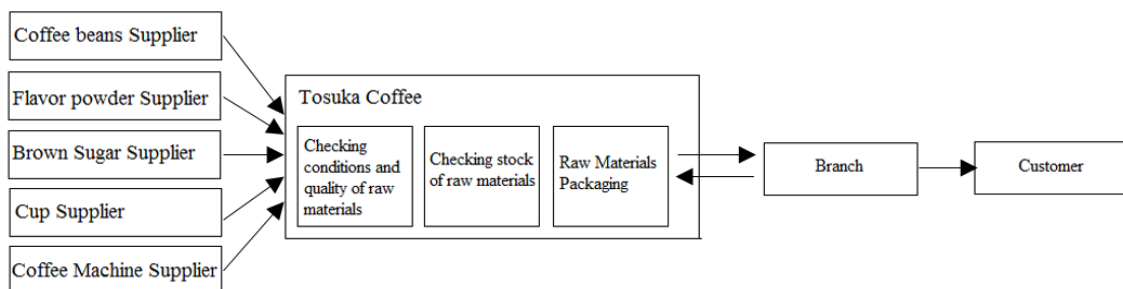 Coffee beans Supplier
Flavor powder Supplier
Brown Sugar Supplier
Cup Supplier
Coffee Machine Supplier
Tosuka Coffee
Checking
conditions and
quality of raw
materials
Checking stock
of raw materials
Raw Materials
Packaging
Branch
Customer